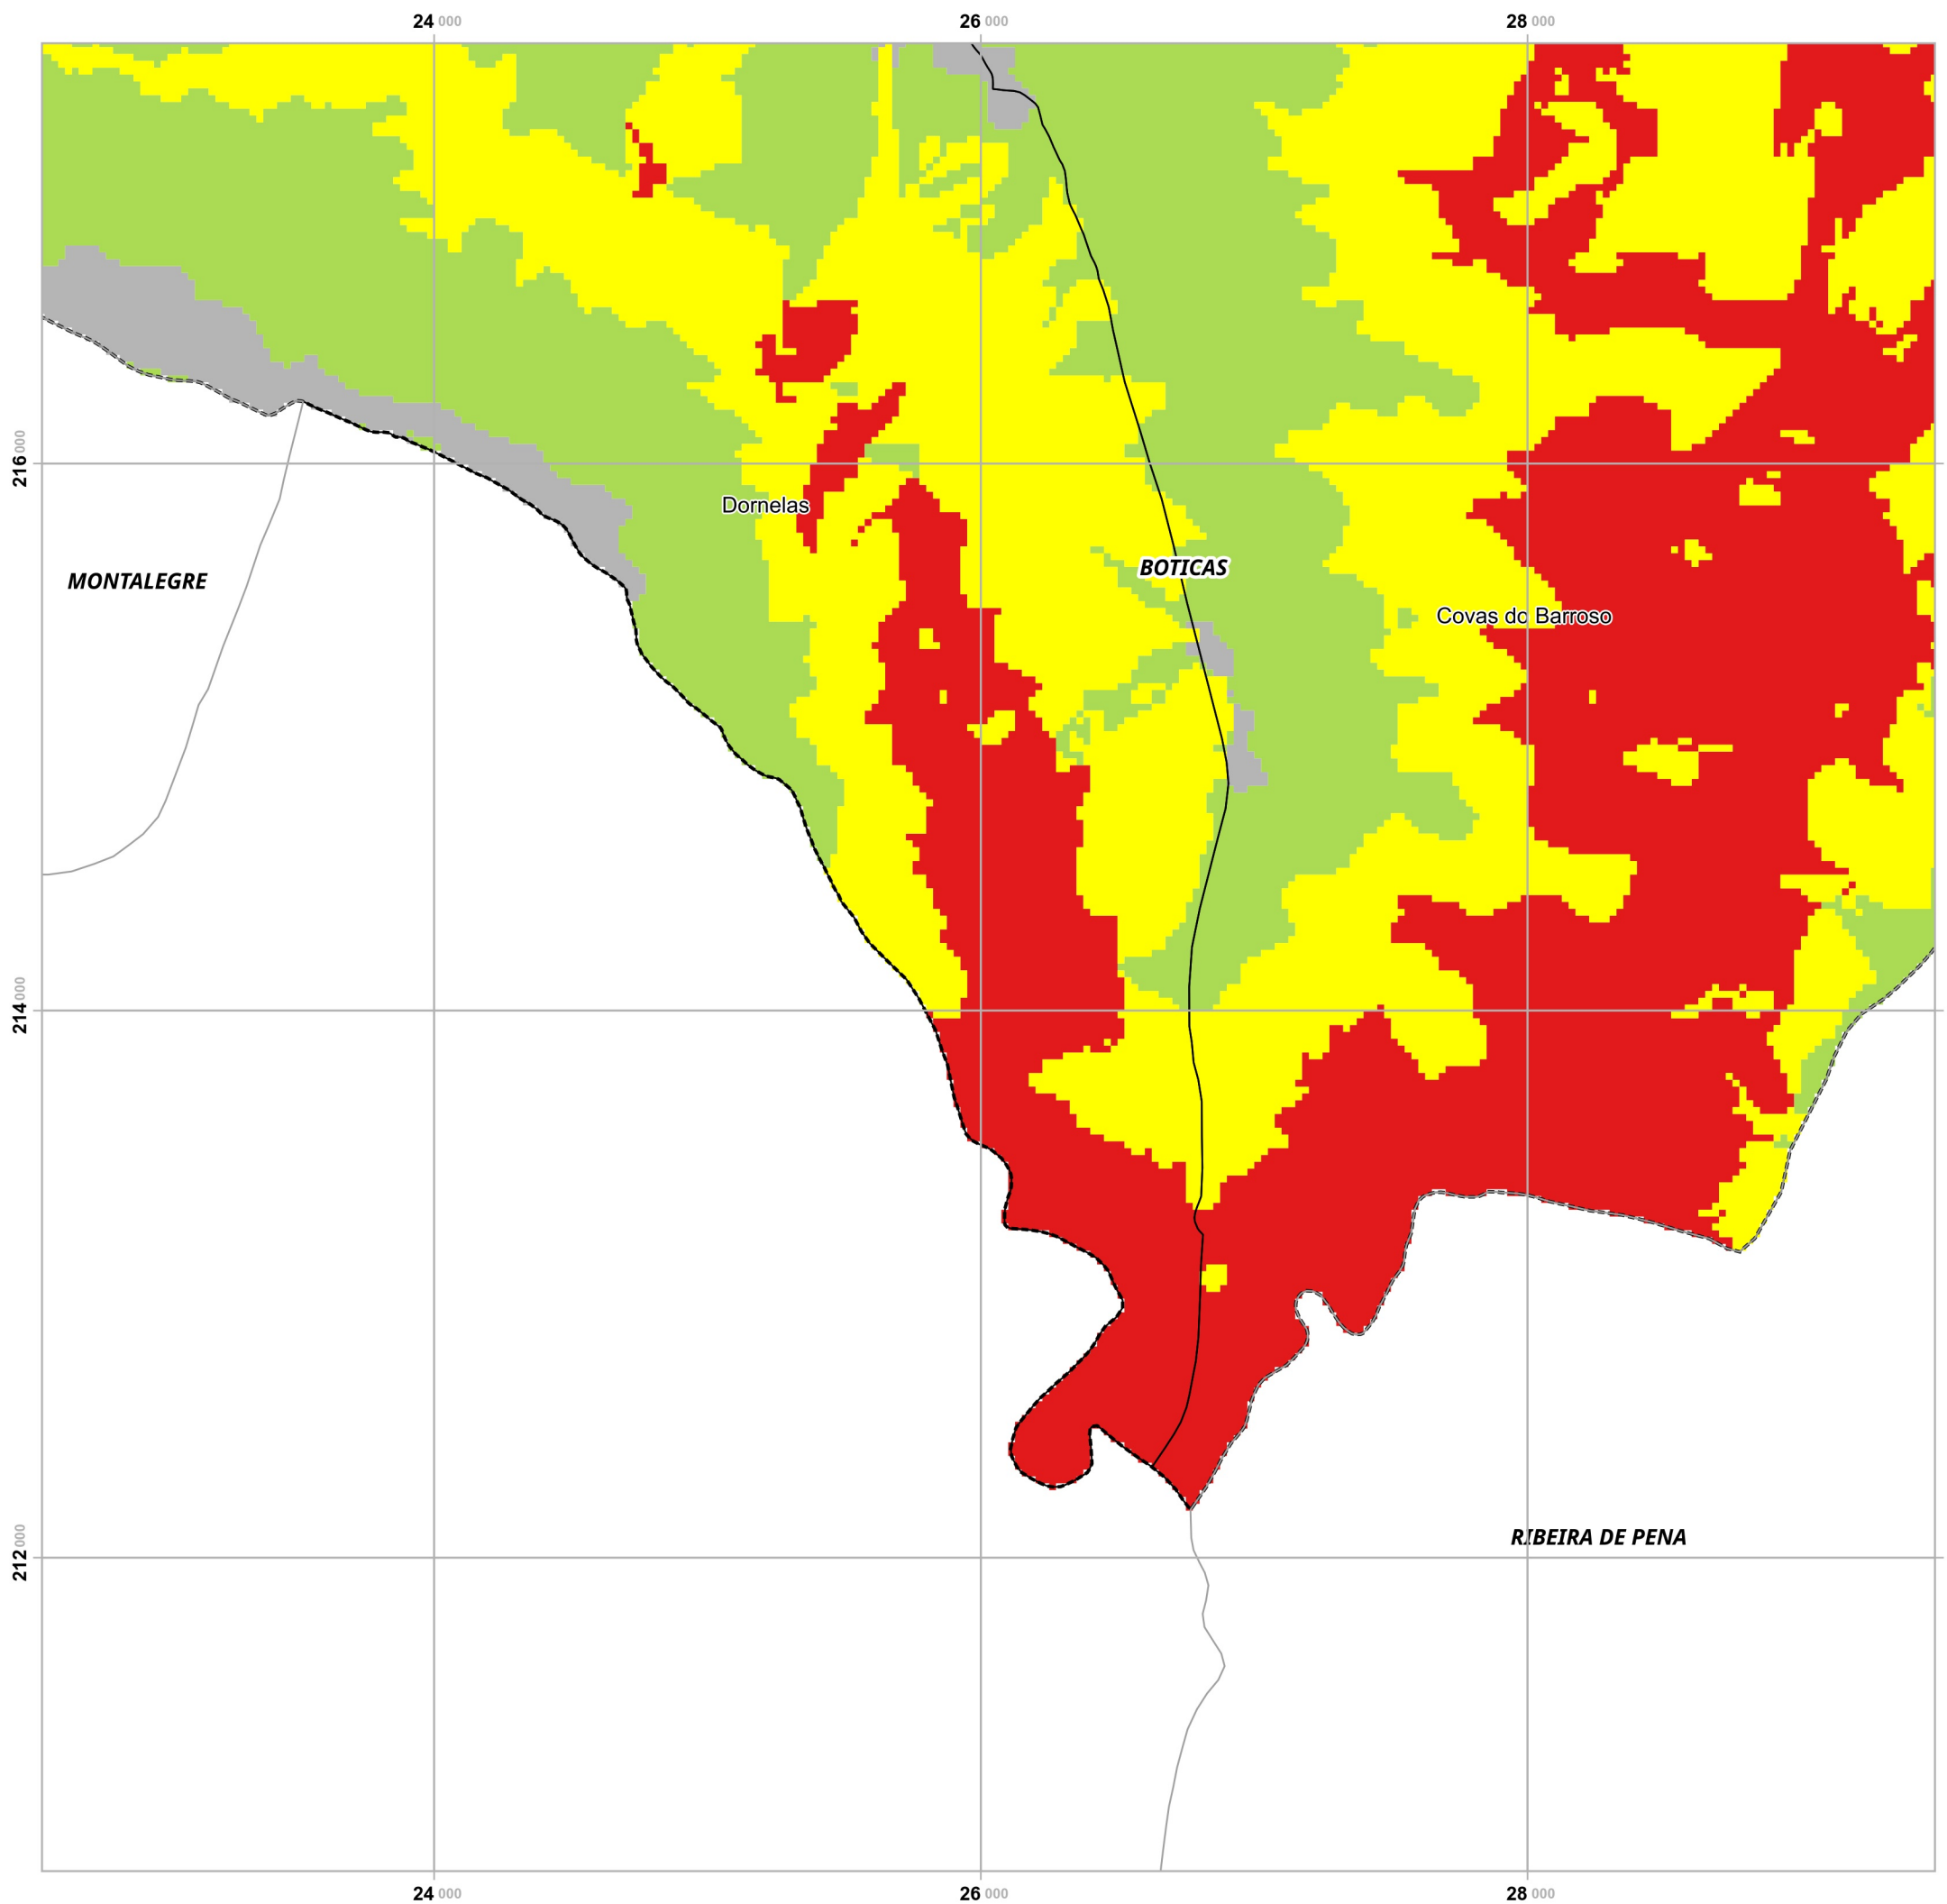 24 000 26 000 28 000
216 000
Dornelas
BOTICAS
MONTALEGRE
Covas do Barroso
214 000
RIBEIRA DE PENA
212 000
24 000 26 000 28 000